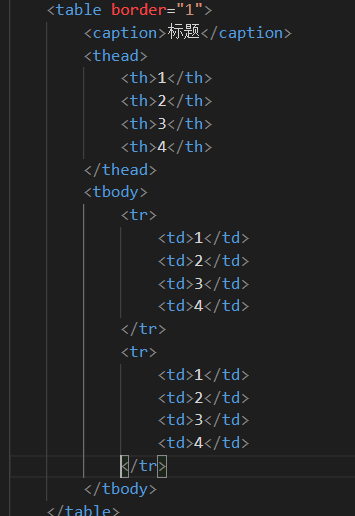 <table border="1">
<caption>标题</caption>
<thead>
<th>1</th>
<th>2</th>
<th>3</th>
<th>4</th>
</thead>
<tbody>
<tr>
<td>1</td>
<td>2</td>
<td>3</td>
<td>4</td>
</tr>
<tr>
<td>1</td>
<td>2</td>
<td>3</td>
<td>4</td>
</tr>
</tbody>
</table>